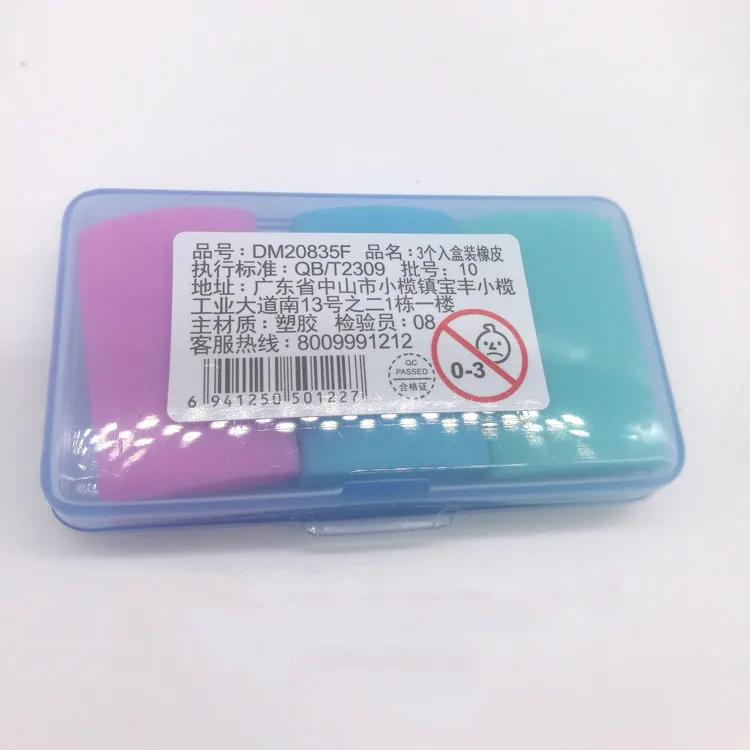 品号: DM20835F 品名: 3个入盒装橡皮
执行标准: QB/T2309 批号: 10
地址: 广东省中山市小榄镇宝丰小榄
工业大道南13号之二1栋一楼
主材质: 塑胶 检验员: 08
客服热线: 8009991212
QC
PASSED
合格证
0-3
6 941250 501227